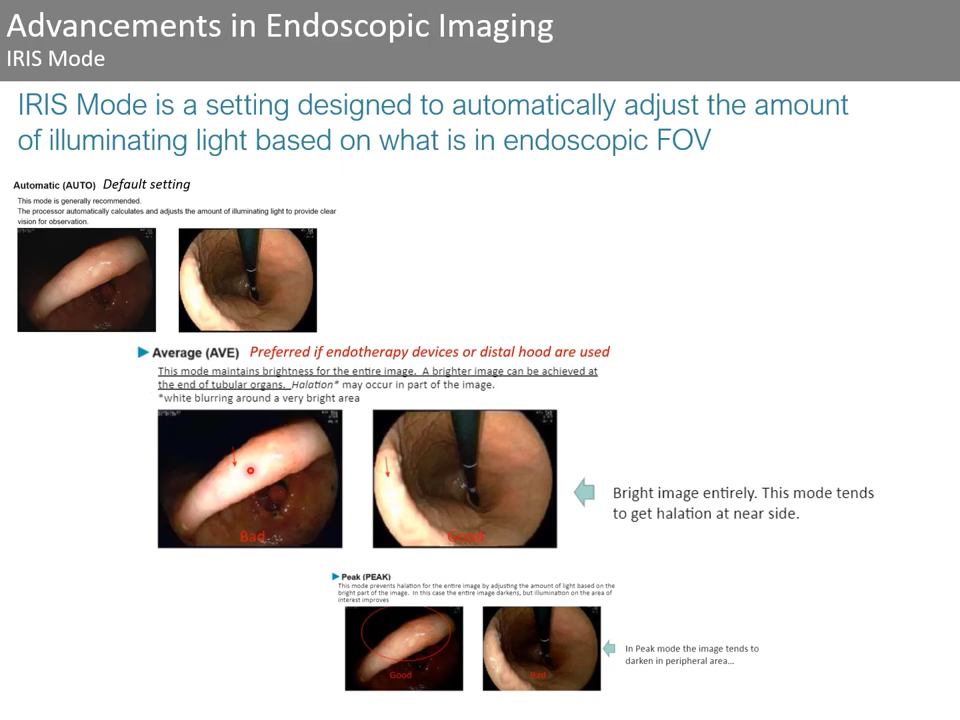 Advancements in Endoscopic Imaging
IRIS Mode
IRIS Mode is a setting designed to automatically adjust the amount
of illuminating light based on what is in endoscopic FOV
Automatic (AUTO) Default setting
This mode is generally recommended.
The processor automatically calculates and adjusts the amount of illuminating light to provide clear
vision for observation.
Average (AVE) Preferred if endotherapy devices or distal hood are used
This mode maintains brightness for the entire image. A brighter image can be achieved at
the end of tubular organs. Halation* may occur in part of the image.
*white blurring around a very bright area
Bad
Good
Bright image entirely. This mode tends
to get halation at near side.
Peak (PEAK)
This mode prevents halation for the entire image by adjusting the amount of light based on the
bright part of the image. In this case the entire image darkens, but illumination on the area of
interest improves
Good
Bad
In Peak mode the image tends to
darken in peripheral area...